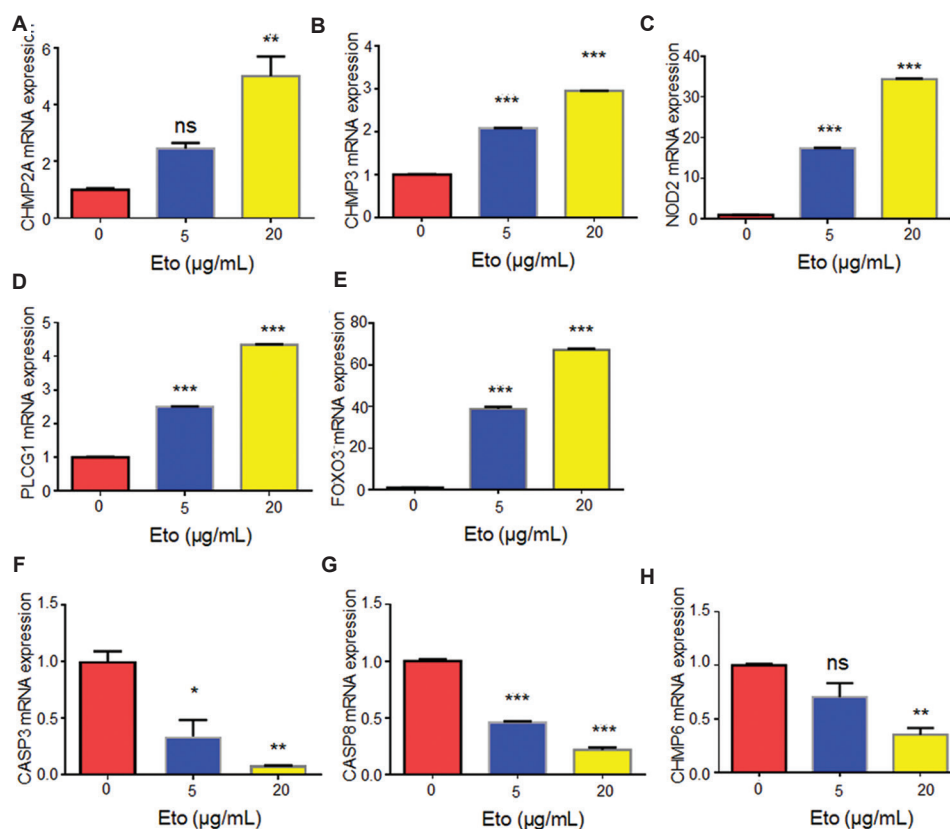 A
CHMP2A mRNA expression
6
4
2
0
ns
**
0 5 20
Eto (µg/mL)
B
CHMP3 mRNA expression
4
3
2
1
0
***
***
0 5 20
Eto (µg/mL)
C
NOD2 mRNA expression
40
30
20
10
0
***
***
0 5 20
Eto (µg/mL)
D
PLCG1 mRNA expression
5
4
3
2
1
0
***
***
0 5 20
Eto (µg/mL)
E
FOXO3 mRNA expression
80
60
40
20
0
***
***
0 5 20
Eto (µg/mL)
F
CASP3 mRNA expression
1.5
1.0
0.5
0.0
*
**
0 5 20
Eto (µg/mL)
G
CASP8 mRNA expression
1.5
1.0
0.5
0.0
***
***
0 5 20
Eto (µg/mL)
H
CHMP6 mRNA expression
1.5
1.0
0.5
0.0
ns
**
0 5 20
Eto (µg/mL)